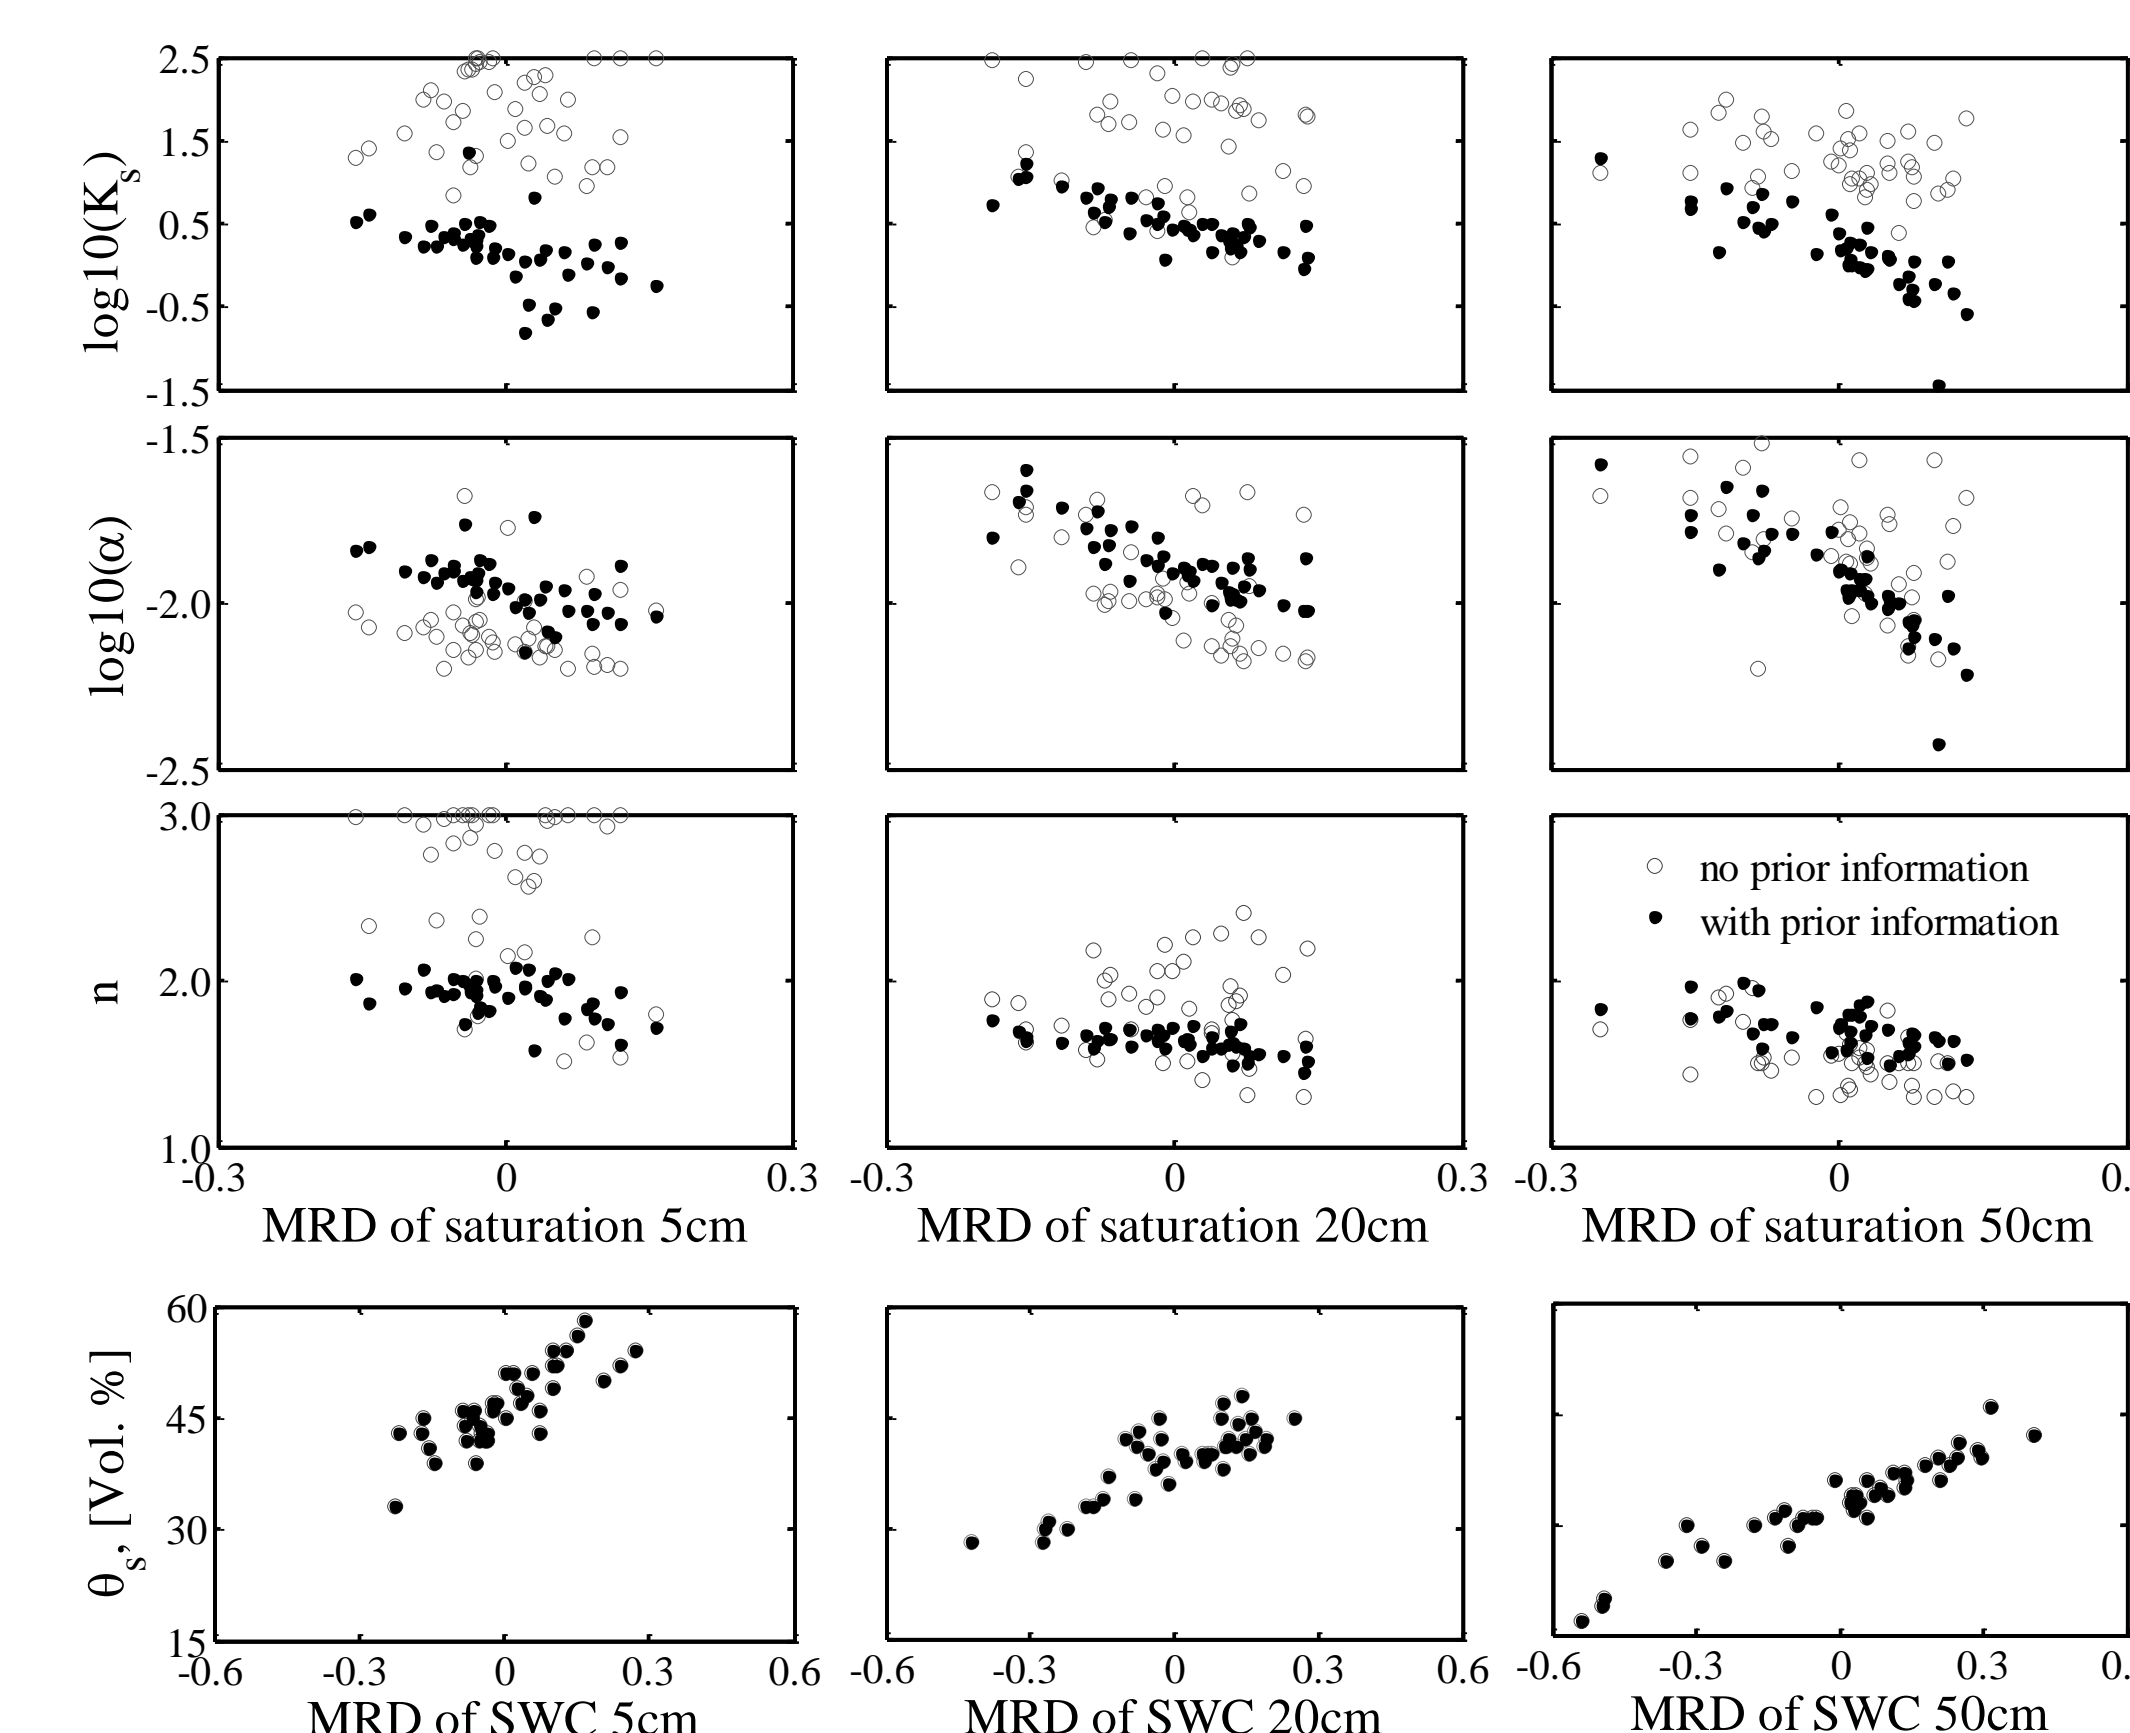 2.5
1.5
0.5
-0.5
-1.5
log10(Ks)
-1.5
-2.0
-2.5
log10(α)
3.0
2.0
1.0
n
no prior information
with prior information
-0.3 0 0.3 -0.3 0 0.3 -0.3 0 0.
MRD of saturation 5cm MRD of saturation 20cm MRD of saturation 50cm
60
45
30
15
θs, [Vol. %]
-0.6 -0.3 0 0.3 0.6 -0.6 -0.3 0 0.3 0.6 -0.6 -0.3 0 0.3 0.
MRD of SWC 5cm MRD of SWC 20cm MRD of SWC 50cm